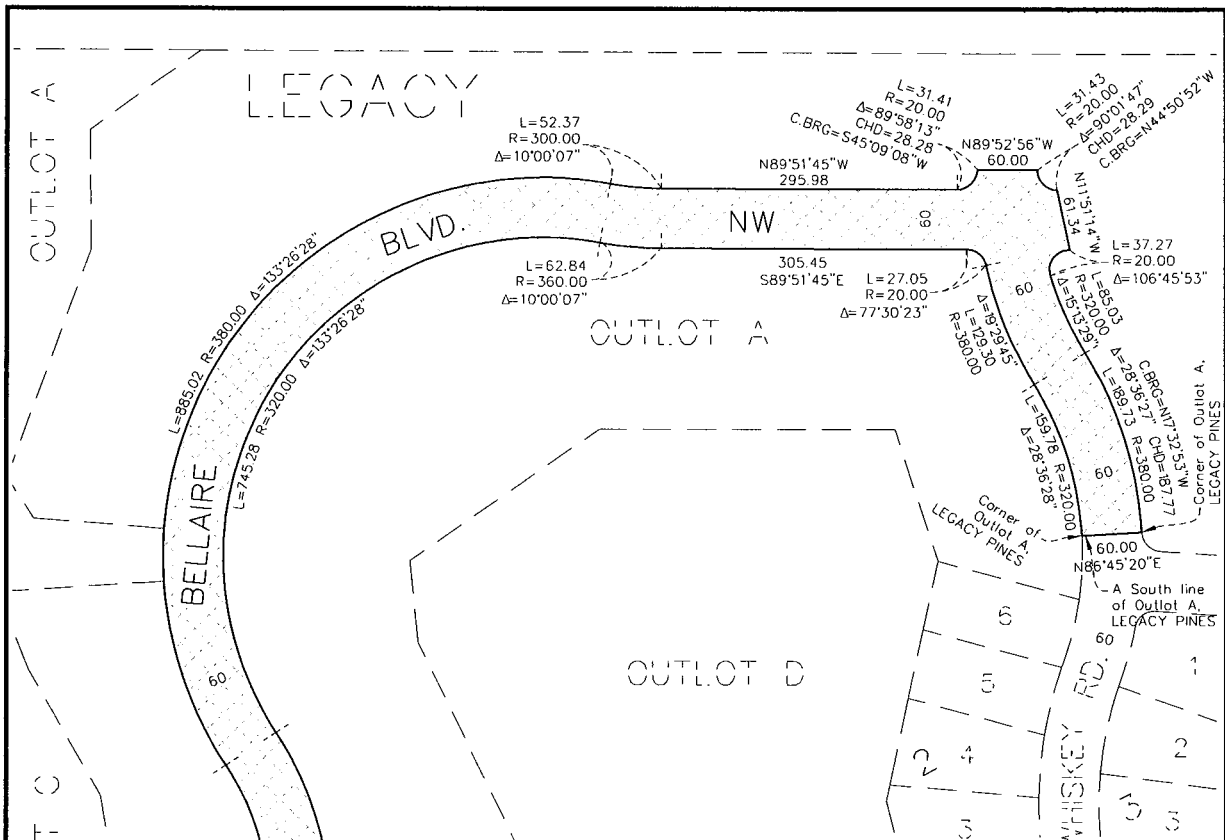 OUTLOT A
LEGACY
L=52.37
R=300.00
Δ=10°00'07"
L=31.41
R=20.00
Δ=89°58'13"
CHD=28.28
C.BRG=S45°09'08"W
L=31.43
R=20.00
Δ=90°01'47"
CHD=28.29
C.BRG=N44°50'52"W
N89°52'56"W
60.00
N89°51'45"W
295.98
N11°51'14"W
61.34
BELLAIRE BLVD. NW
60
L=885.02 R=380.00 Δ=133°26'28"
L=745.28 R=320.00 Δ=133°26'28"
L=62.84
R=360.00
Δ=10°00'07"
305.45
S89°51'45"E
L=27.05
R=20.00
Δ=77°30'23"
L=37.27
R=20.00
Δ=106°45'53"
60
L=85.03
R=320.00
Δ=15°13'29"
Δ=19°29'45"
L=129.30
R=380.00
OUTLOT A
C.BRG=N17°32'53"W
Δ=28°36'27" CHD=187.77
L=189.73 R=380.00
Corner of Outlot A,
LEGACY PINES
L=159.78 R=320.00
Δ=28°36'28"
60
Corner of
Outlot A,
LEGACY PINES
60.00
N86°45'20"E
A South line
of Outlot A,
LEGACY PINES
60
OUTLOT D
60
WHISKEY RD.
6
5
4
3
2
1
2
3
5
T C